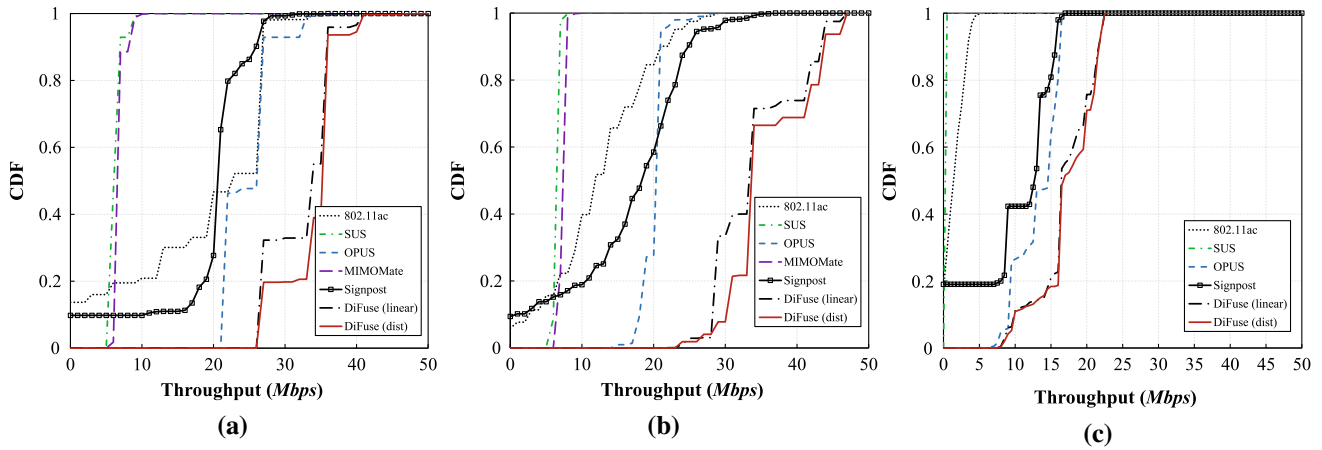 1
0.8
0.6
0.4
0.2
0
CDF
0 10 20 30 40 50
Throughput (Mbps)
802.11ac
SUS
OPUS
MIMOMate
Signpost
DiFuse (linear)
DiFuse (dist)
(a)
1
0.8
0.6
0.4
0.2
0
CDF
0 10 20 30 40 50
Throughput (Mbps)
802.11ac
SUS
OPUS
MIMOMate
Signpost
DiFuse (linear)
DiFuse (dist)
(b)
1
0.8
0.6
0.4
0.2
0
CDF
0 5 10 15 20 25 30 35 40 45 50
Throughput (Mbps)
802.11ac
SUS
OPUS
Signpost
DiFuse (linear)
DiFuse (dist)
(c)